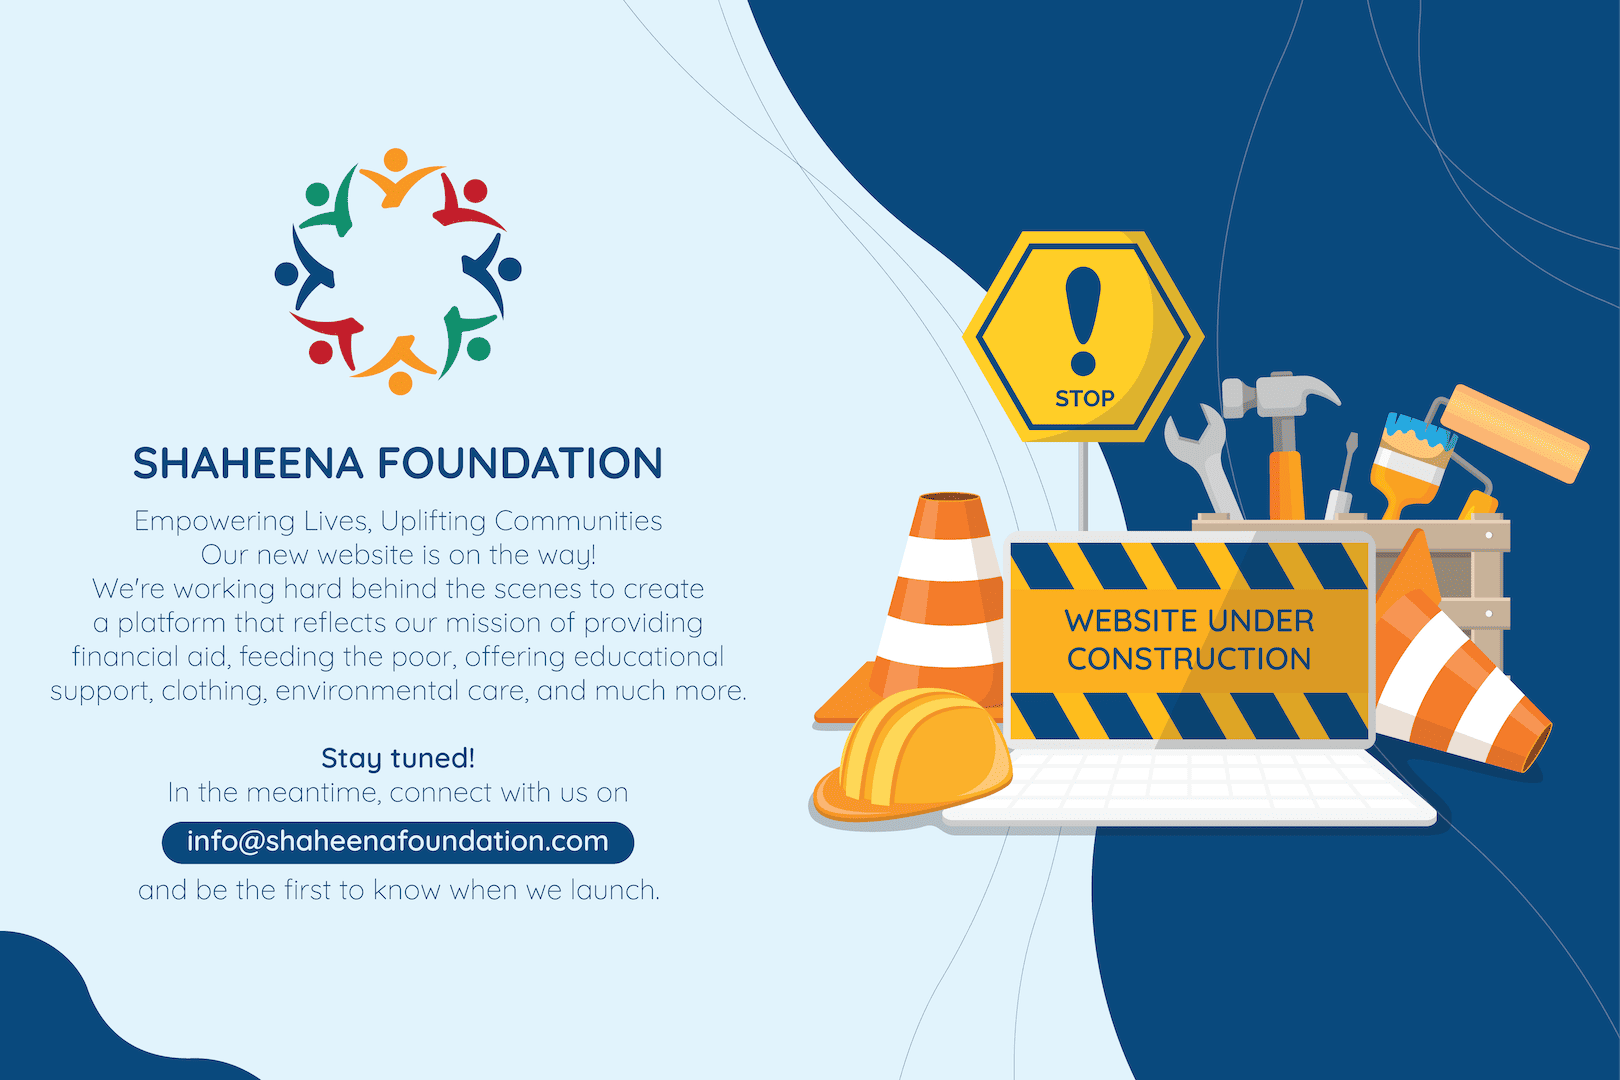 SHAHEENA FOUNDATION
Empowering Lives, Uplifting Communities
Our new website is on the way!
We're working hard behind the scenes to create
a platform that reflects our mission of providing
financial aid, feeding the poor, offering educational
support, clothing, environmental care, and much more.
Stay tuned!
In the meantime, connect with us on
info@shaheenafoundation.com
and be the first to know when we launch.
STOP
WEBSITE UNDER
CONSTRUCTION